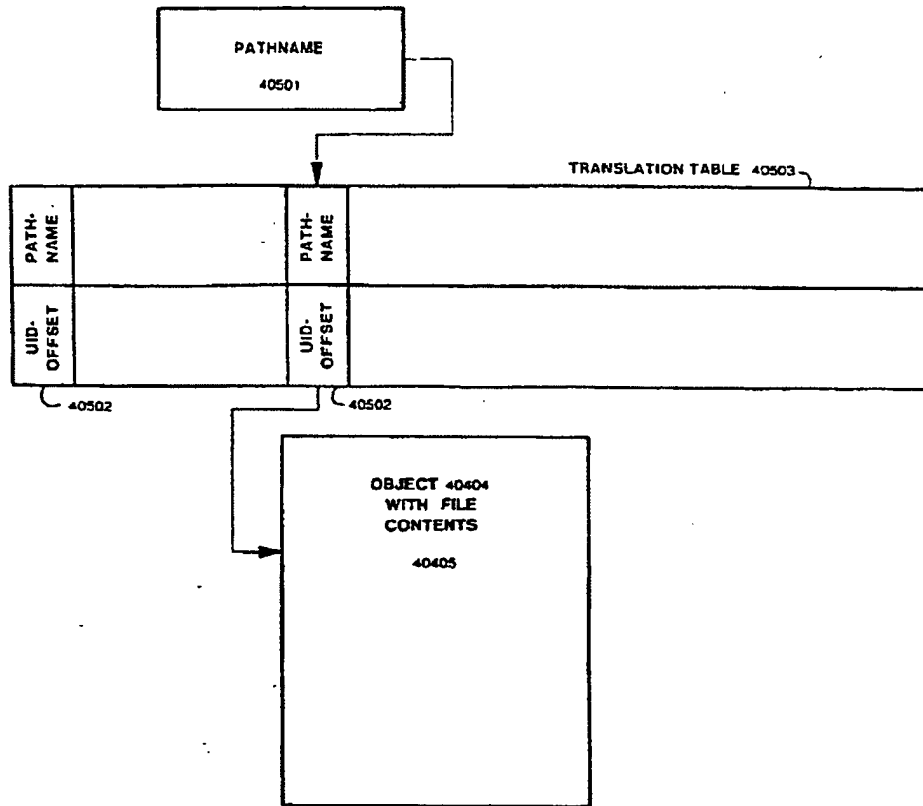 PATHNAME
40501
TRANSLATION TABLE 40503
PATH-
NAME
PATH-
NAME
UID-
OFFSET
UID-
OFFSET
40502
40502
OBJECT 40404
WITH FILE
CONTENTS
40405